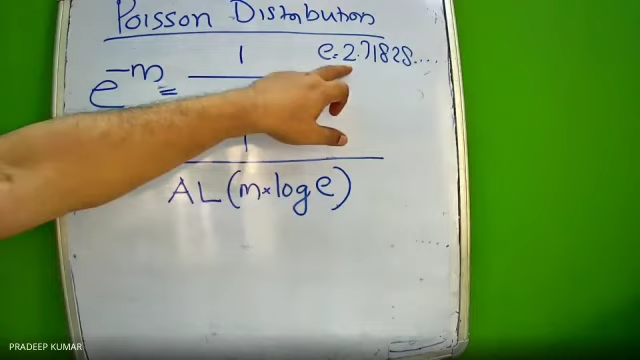 Poisson Distribution
e=2.71828.....
e^-m = 1
1
AL (m×log e)
PRADEEP KUMAR